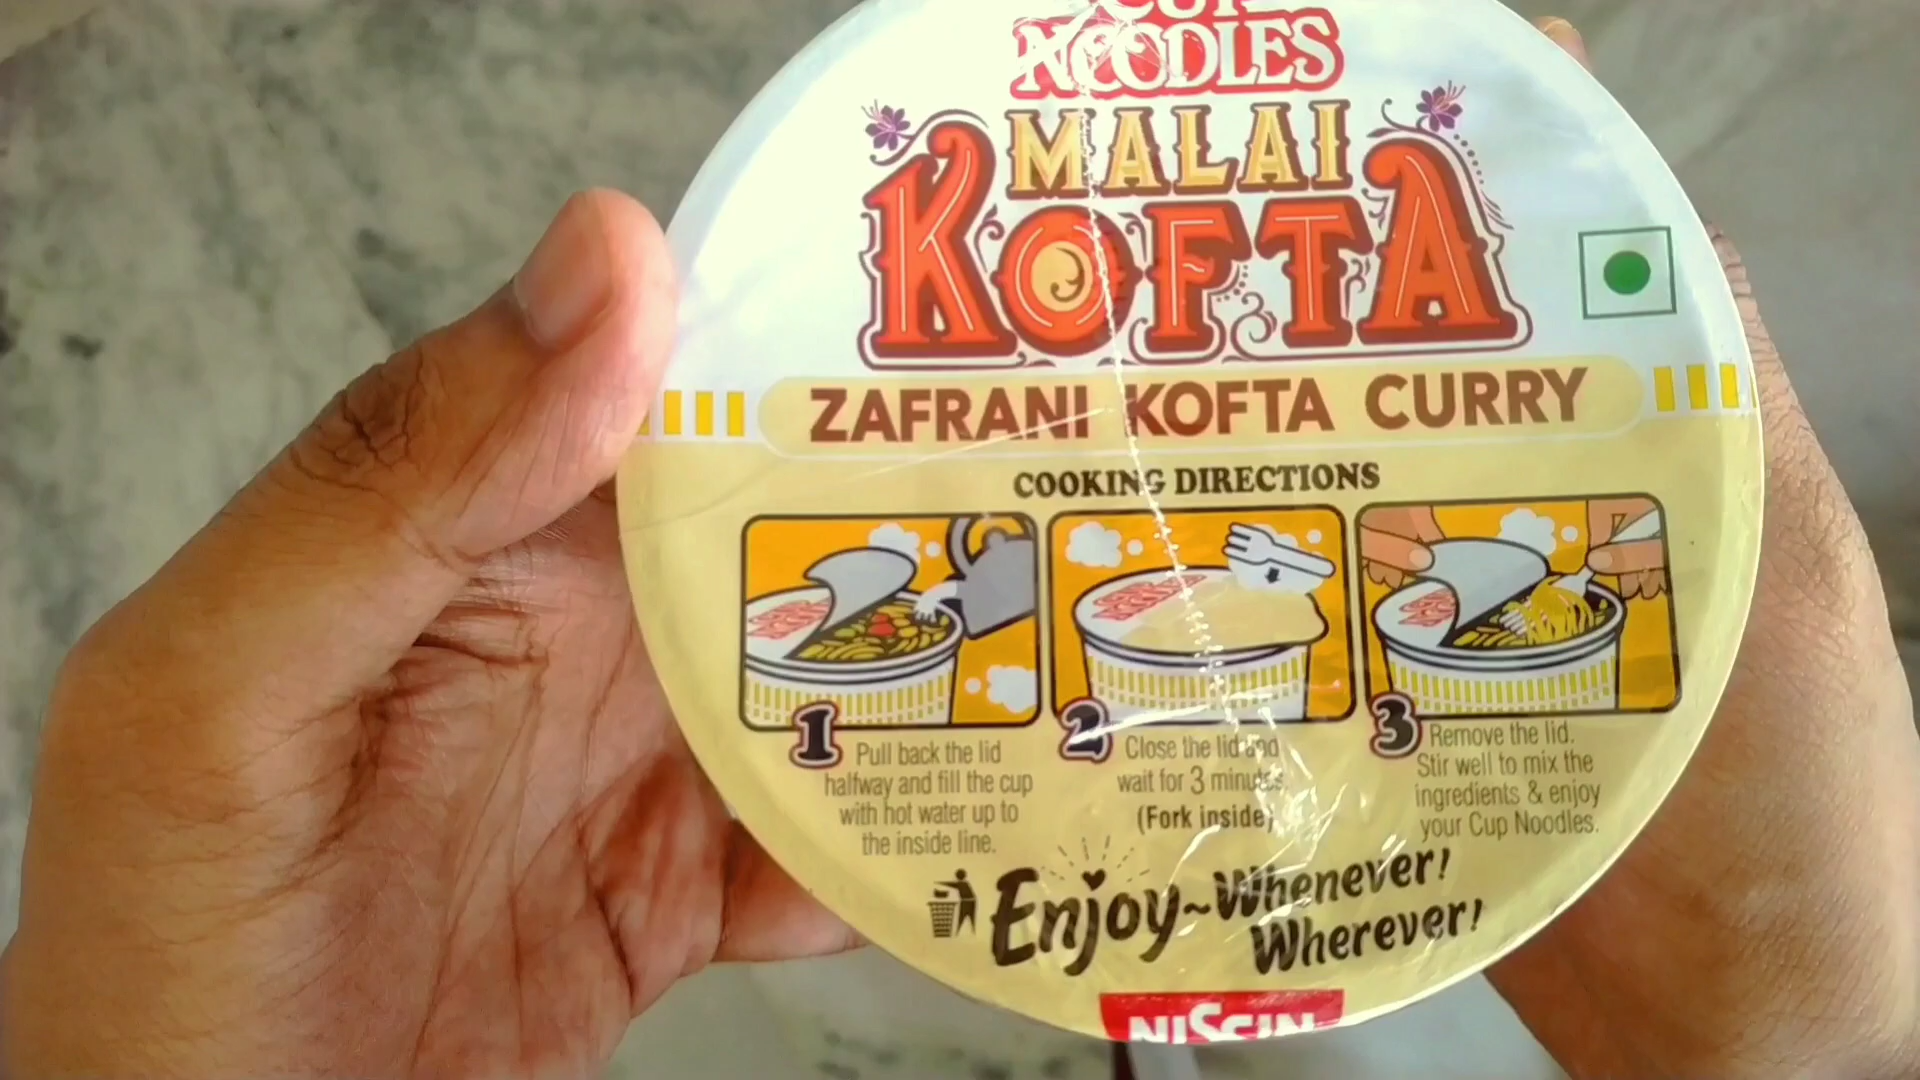 CUP
NOODLES
MALAI
KOFTA
ZAFRANI KOFTA CURRY
COOKING DIRECTIONS
1 Pull back the lid
halfway and fill the cup
with hot water up to
the inside line.
2 Close the lid and
wait for 3 minutes.
(Fork inside)
3 Remove the lid.
Stir well to mix the
ingredients & enjoy
your Cup Noodles.
Enjoy~Whenever!
Wherever!
NISSIN